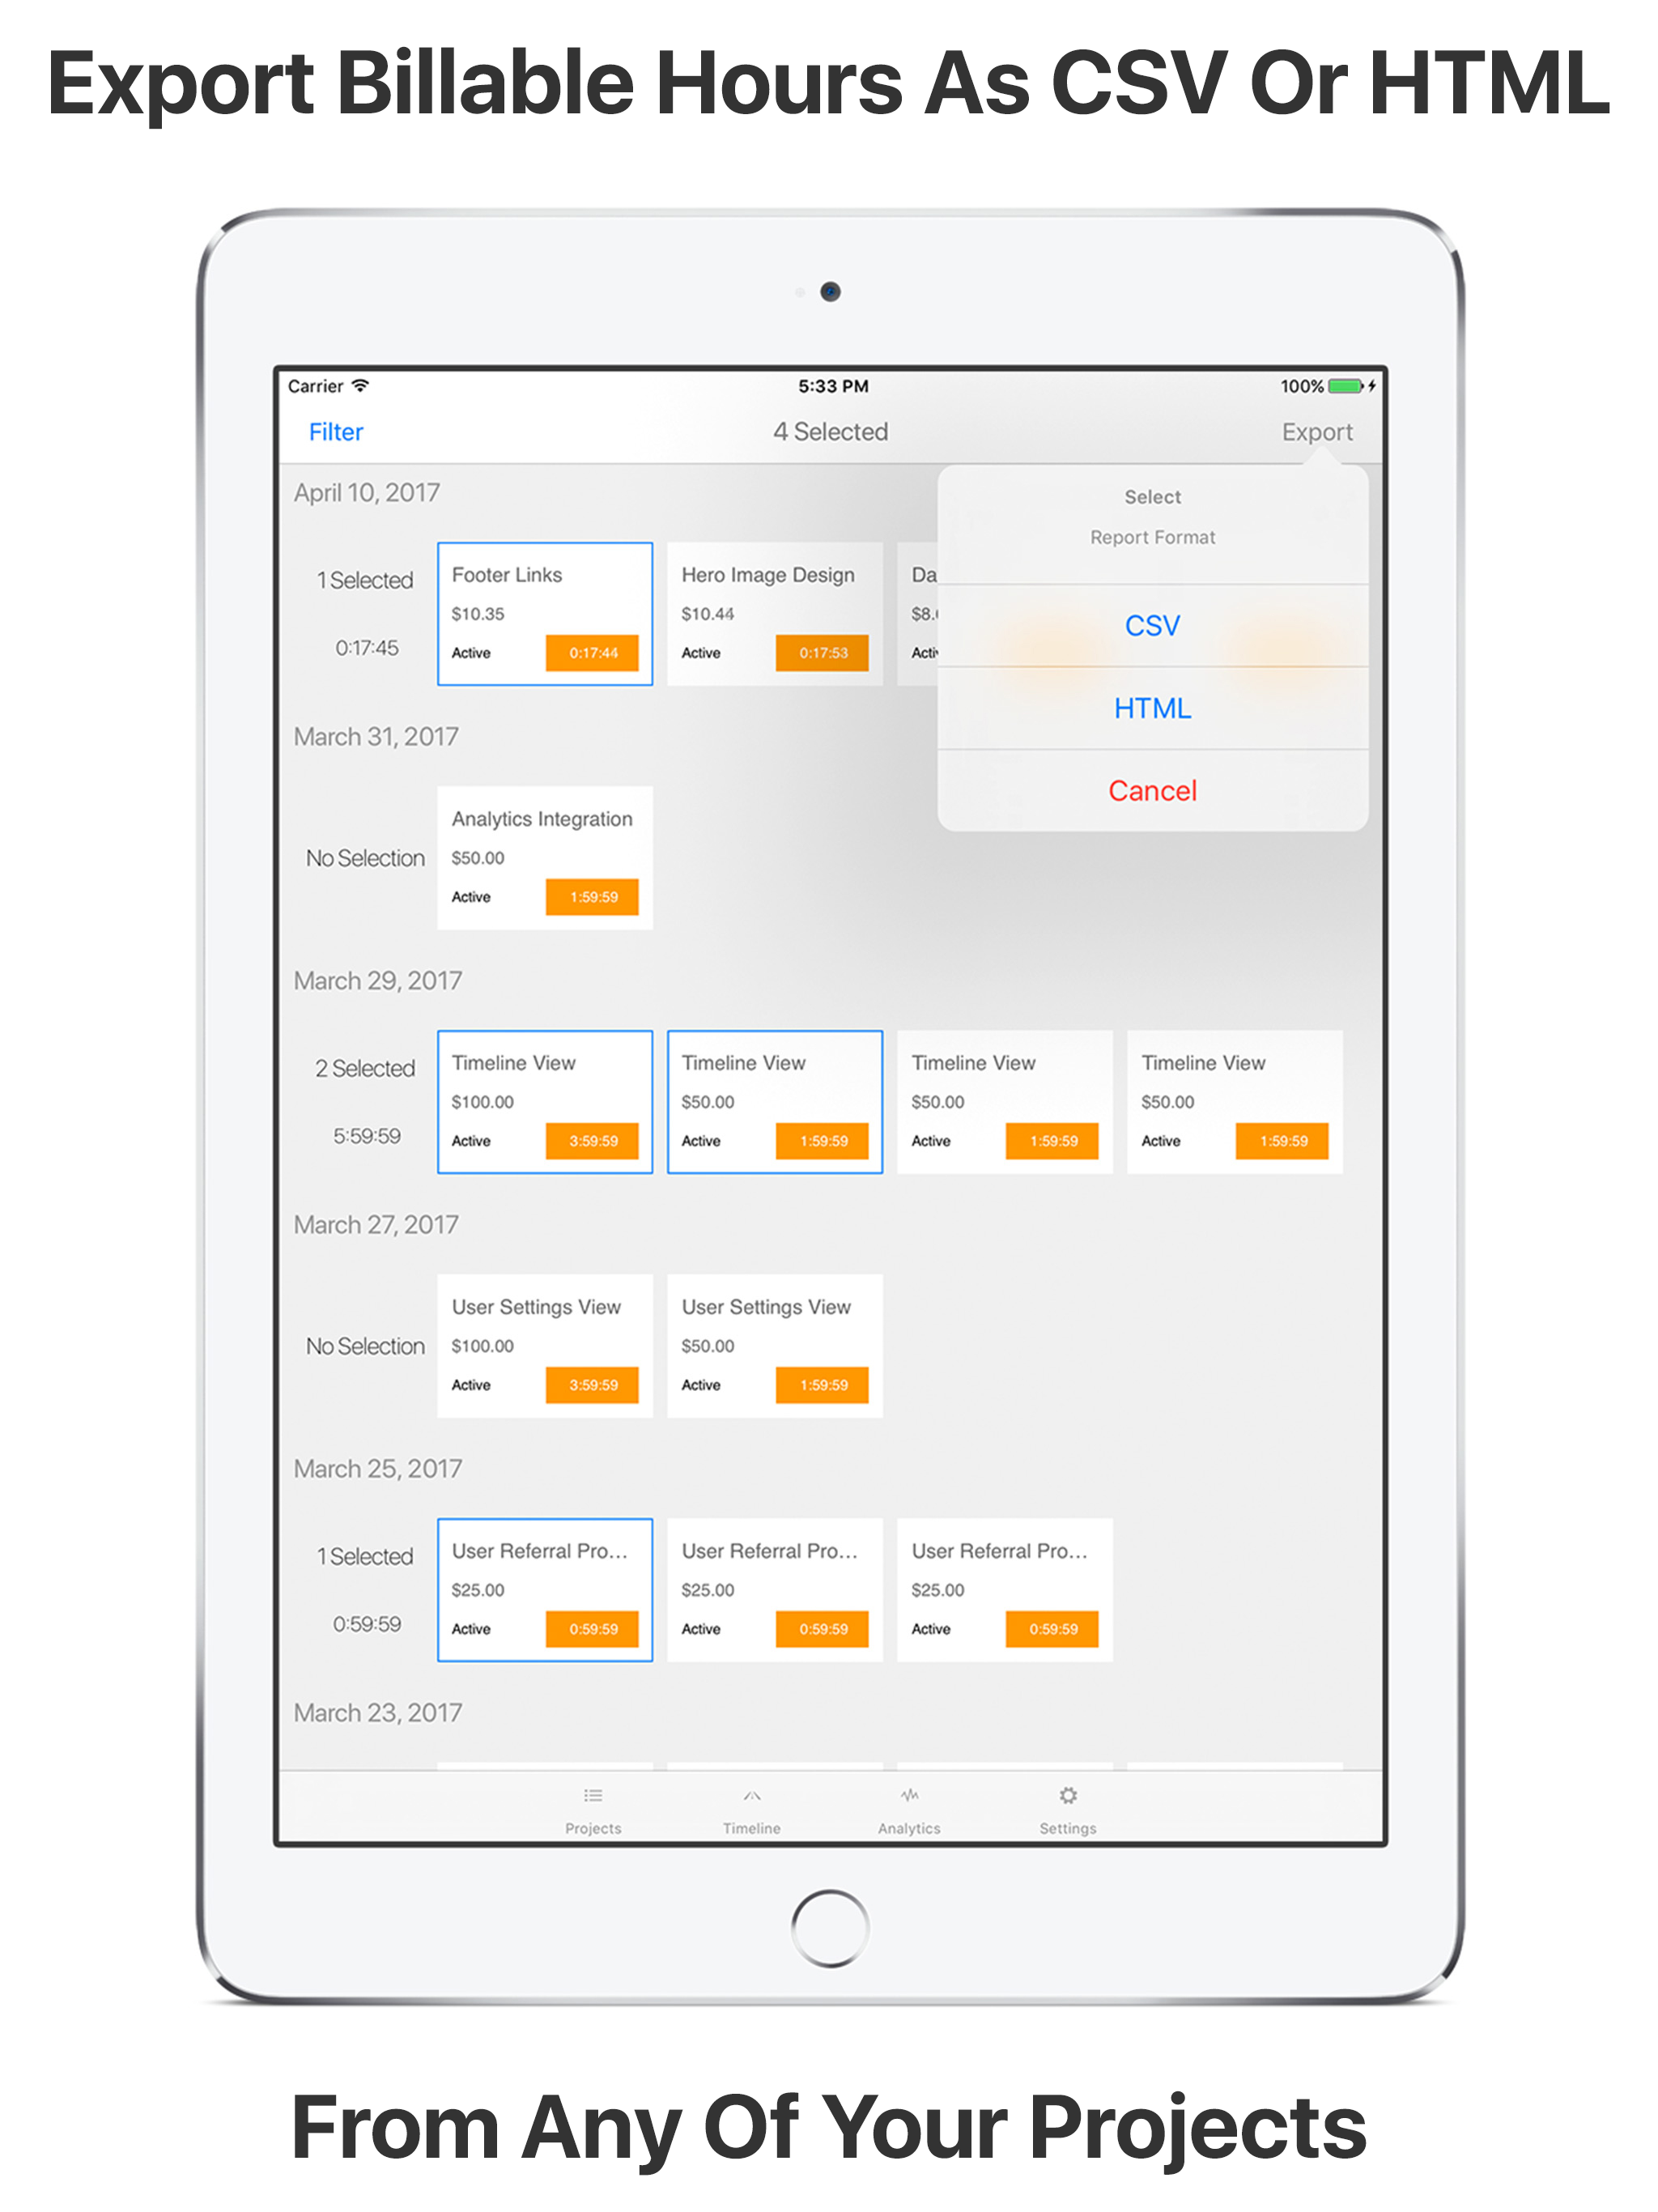 Export Billable Hours As CSV Or HTML
Carrier 5:33 PM 100%
Filter 4 Selected Export
April 10, 2017
Select
Report Format
CSV
HTML
Cancel
1 Selected
0:17:45
Footer Links
$10.35
Active 0:17:44
Hero Image Design
$10.44
Active 0:17:53
March 31, 2017
No Selection
Analytics Integration
$50.00
Active 1:59:59
March 29, 2017
2 Selected
5:59:59
Timeline View
$100.00
Active 3:59:59
Timeline View
$50.00
Active 1:59:59
Timeline View
$50.00
Active 1:59:59
Timeline View
$50.00
Active 1:59:59
March 27, 2017
No Selection
User Settings View
$100.00
Active 3:59:59
User Settings View
$50.00
Active 1:59:59
March 25, 2017
1 Selected
0:59:59
User Referral Pro...
$25.00
Active 0:59:59
User Referral Pro...
$25.00
Active 0:59:59
User Referral Pro...
$25.00
Active 0:59:59
March 23, 2017
Projects Timeline Analytics Settings
From Any Of Your Projects